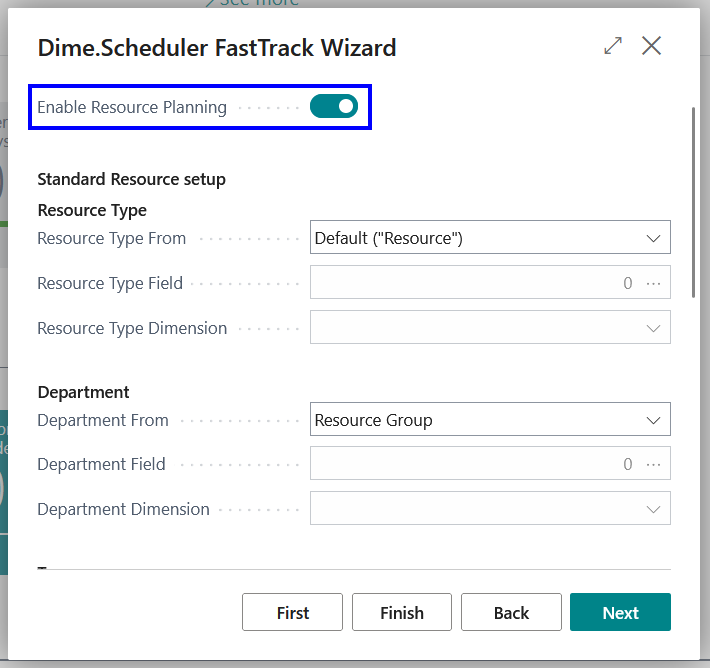 See more
Dime.Scheduler FastTrack Wizard
Enable Resource Planning
Standard Resource setup
Resource Type
Resource Type From Default ("Resource")
Resource Type Field 0 ...
Resource Type Dimension
Department
Department From Resource Group
Department Field 0 ...
Department Dimension
First Finish Back Next